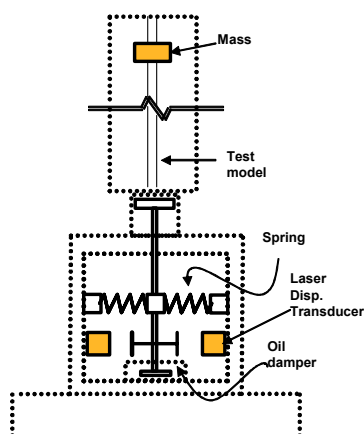 Mass
Test
model
Spring
Laser
Disp.
Transducer
Oil
damper